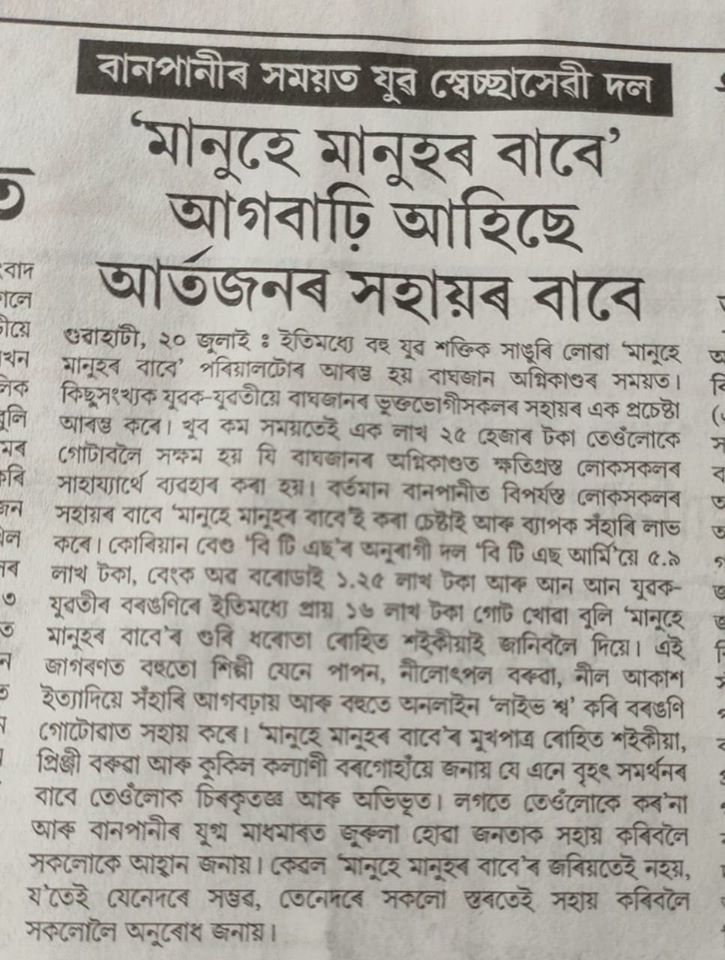 বানপানীৰ সময়ত যুৱ স্বেচ্ছাসেৱী দল
‘মানুহে মানুহৰ বাবে’
আগবাঢ়ি আহিছে
আৰ্তজনৰ সহায়ৰ বাবে
গুৱাহাটী, ২০ জুলাই : ইতিমধ্যে বহু যুৱ শক্তিক সাঙুৰি লোৱা ‘মানুহে
মানুহৰ বাবে’ পৰিয়ালটোৰ আৰম্ভ হয় বাঘজান অগ্নিকাণ্ডৰ সময়ত।
কিছুসংখ্যক যুৱক-যুৱতীয়ে বাঘজানৰ ভুক্তভোগীসকলৰ সহায়ৰ এক প্ৰচেষ্টা
আৰম্ভ কৰে। খুব কম সময়তেই এক লাখ ২৫ হেজাৰ টকা তেওঁলোকে
গোটাবলৈ সক্ষম হয় যি বাঘজানৰ অগ্নিকাণ্ডত ক্ষতিগ্ৰস্ত লোকসকলৰ
সাহায্যাৰ্থে ব্যৱহাৰ কৰা হয়। বৰ্তমান বানপানীত বিপৰ্যস্ত লোকসকলৰ
সহায়ৰ বাবে ‘মানুহে মানুহৰ বাবে’ই কৰা চেষ্টাই আৰু ব্যাপক সঁহাৰি লাভ
কৰে। কোৰিয়ান বেণ্ড ‘বি টি এছ’ৰ অনুৰাগী দল ‘বি টি এছ আৰ্মি’য়ে ৫.৯
লাখ টকা, বেংক অৱ বৰোডাই ১.২৫ লাখ টকা আৰু আন আন যুৱক-
যুৱতীৰ বৰঙণিৰে ইতিমধ্যে প্ৰায় ১৬ লাখ টকা গোট খোৱা বুলি ‘মানুহে
মানুহৰ বাবে’ৰ গুৰি ধৰোতা ৰোহিত শইকীয়াই জানিবলৈ দিয়ে। এই
জাগৰণত বহুতো শিল্পী যেনে পাপন, নীলোৎপল বৰুৱা, নীল আকাশ
ইত্যাদিয়ে সঁহাৰি আগবঢ়ায় আৰু বহুতে অনলাইন ‘লাইভ শ্ব’ কৰি বৰঙণি
গোটোৱাত সহায় কৰে। ‘মানুহে মানুহৰ বাবে’ৰ মুখপাত্ৰ ৰোহিত শইকীয়া,
প্ৰিঞ্জী বৰুৱা আৰু কুকিল কল্যাণী বৰগোহাঁয়ে জনায় যে এনে বৃহৎ সমৰ্থনৰ
বাবে তেওঁলোক চিৰকৃতজ্ঞ আৰু অভিভূত। লগতে তেওঁলোকে কৰ'না
আৰু বানপানীৰ যুগ্ম মাধমাৰত জুৰুলা হোৱা জনতাক সহায় কৰিবলৈ
সকলোকে আহ্বান জনায়। কেৱল ‘মানুহে মানুহৰ বাবে’ৰ জৰিয়তেই নহয়,
য'তেই যেনেদৰে সম্ভৱ, তেনেদৰে সকলো স্তৰতেই সহায় কৰিবলৈ
সকলোলৈ অনুৰোধ জনায়।